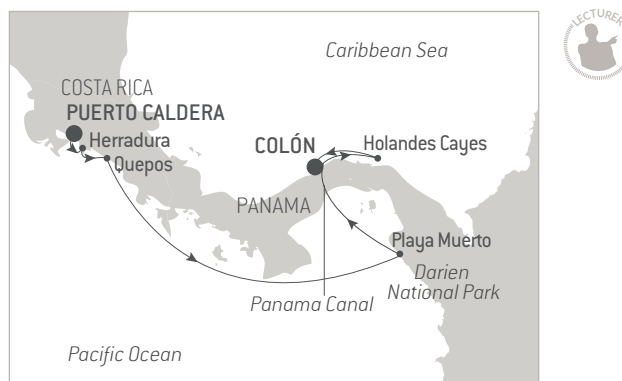 LECTURER
Caribbean Sea
COSTA RICA
PUERTO CALDERA
Herradura
Quepos
COLÓN
Holandes Cayes
PANAMA
Playa Muerto
Darien
National Park
Panama Canal
Pacific Ocean